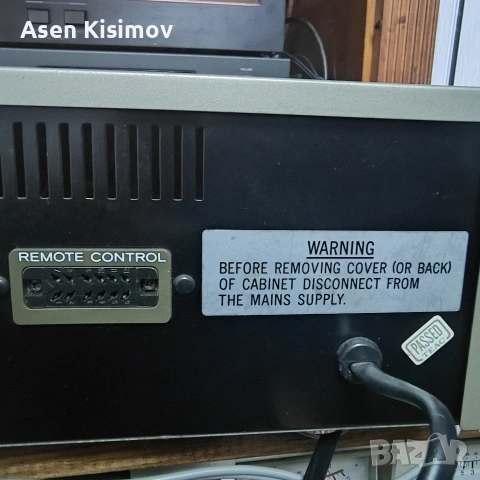 Asen Kisimov
REMOTE CONTROL
WARNING
BEFORE REMOVING COVER (OR BACK)
OF CABINET DISCONNECT FROM
THE MAINS SUPPLY.
PASSED
TEAC
BAZAR